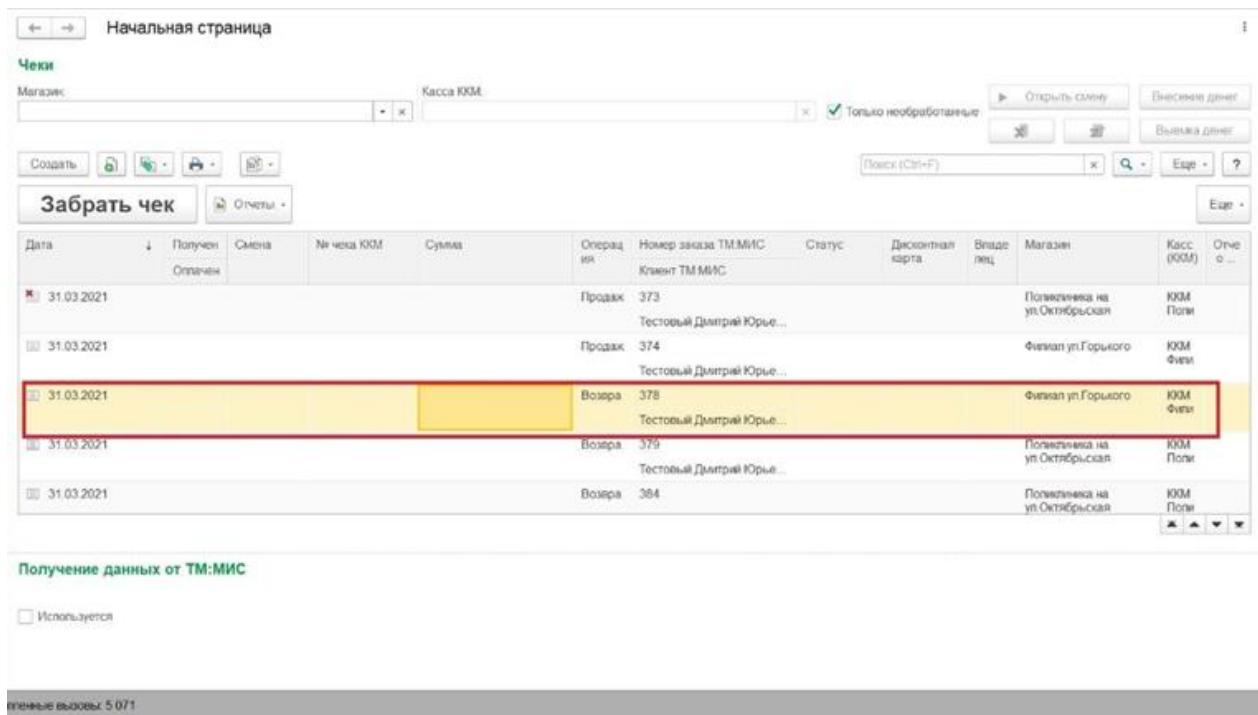 Начальная страница
Чеки
Магазин: Касса ККМ:
Только необработанные Открыть смену Внесение денег
Выемка денег
Создать Поиск (Ctrl+F) Еще ?
Забрать чек Отчеты Еще
Дата Получен Смена № чека ККМ Сумма Операц Номер заказа ТМ:МИС Статус Дисконтная Владе Магазин Касс Отче
Оплачен ия Клиент ТМ:МИС карта лец (ККМ) о ...
31.03.2021 Продаж 373 Поликлиника на ККМ
Тестовый Дмитрий Юрье... ул.Октябрьская Поли
31.03.2021 Продаж 374 Филиал ул.Горького ККМ
Тестовый Дмитрий Юрье... Фили
31.03.2021 Возвра 378 Филиал ул.Горького ККМ
Тестовый Дмитрий Юрье... Фили
31.03.2021 Возвра 379 Поликлиника на ККМ
Тестовый Дмитрий Юрье... ул.Октябрьская Поли
31.03.2021 Возвра 384 Поликлиника на ККМ
ул.Октябрьская Поли
Получение данных от ТМ:МИС
Используется
вызовы: 5 071